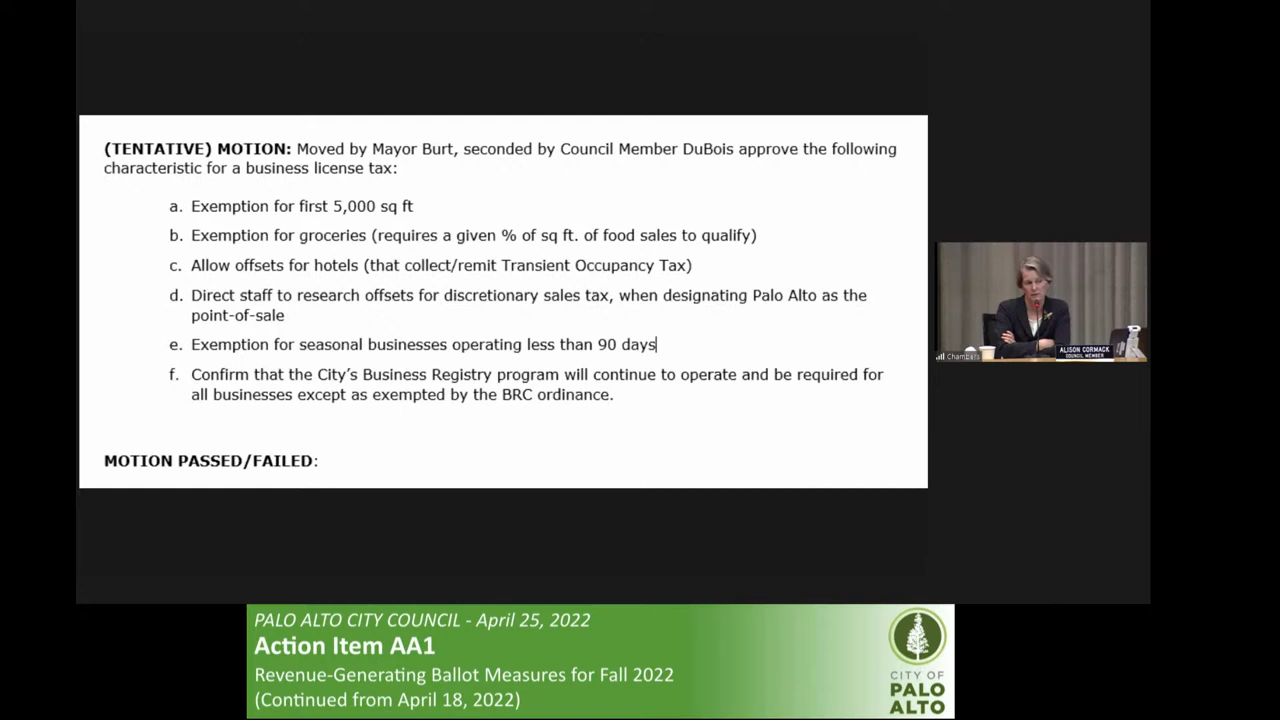 (TENTATIVE) MOTION: Moved by Mayor Burt, seconded by Council Member DuBois approve the following
characteristic for a business license tax:
a. Exemption for first 5,000 sq ft
b. Exemption for groceries (requires a given % of sq ft. of food sales to qualify)
c. Allow offsets for hotels (that collect/remit Transient Occupancy Tax)
d. Direct staff to research offsets for discretionary sales tax, when designating Palo Alto as the
point-of-sale
e. Exemption for seasonal businesses operating less than 90 days
f. Confirm that the City's Business Registry program will continue to operate and be required for
all businesses except as exempted by the BRC ordinance.
MOTION PASSED/FAILED:
Chambers
ALISON CORMACK
COUNCIL MEMBER
PALO ALTO CITY COUNCIL - April 25, 2022
Action Item AA1
Revenue-Generating Ballot Measures for Fall 2022
(Continued from April 18, 2022)
CITY OF
PALO
ALTO